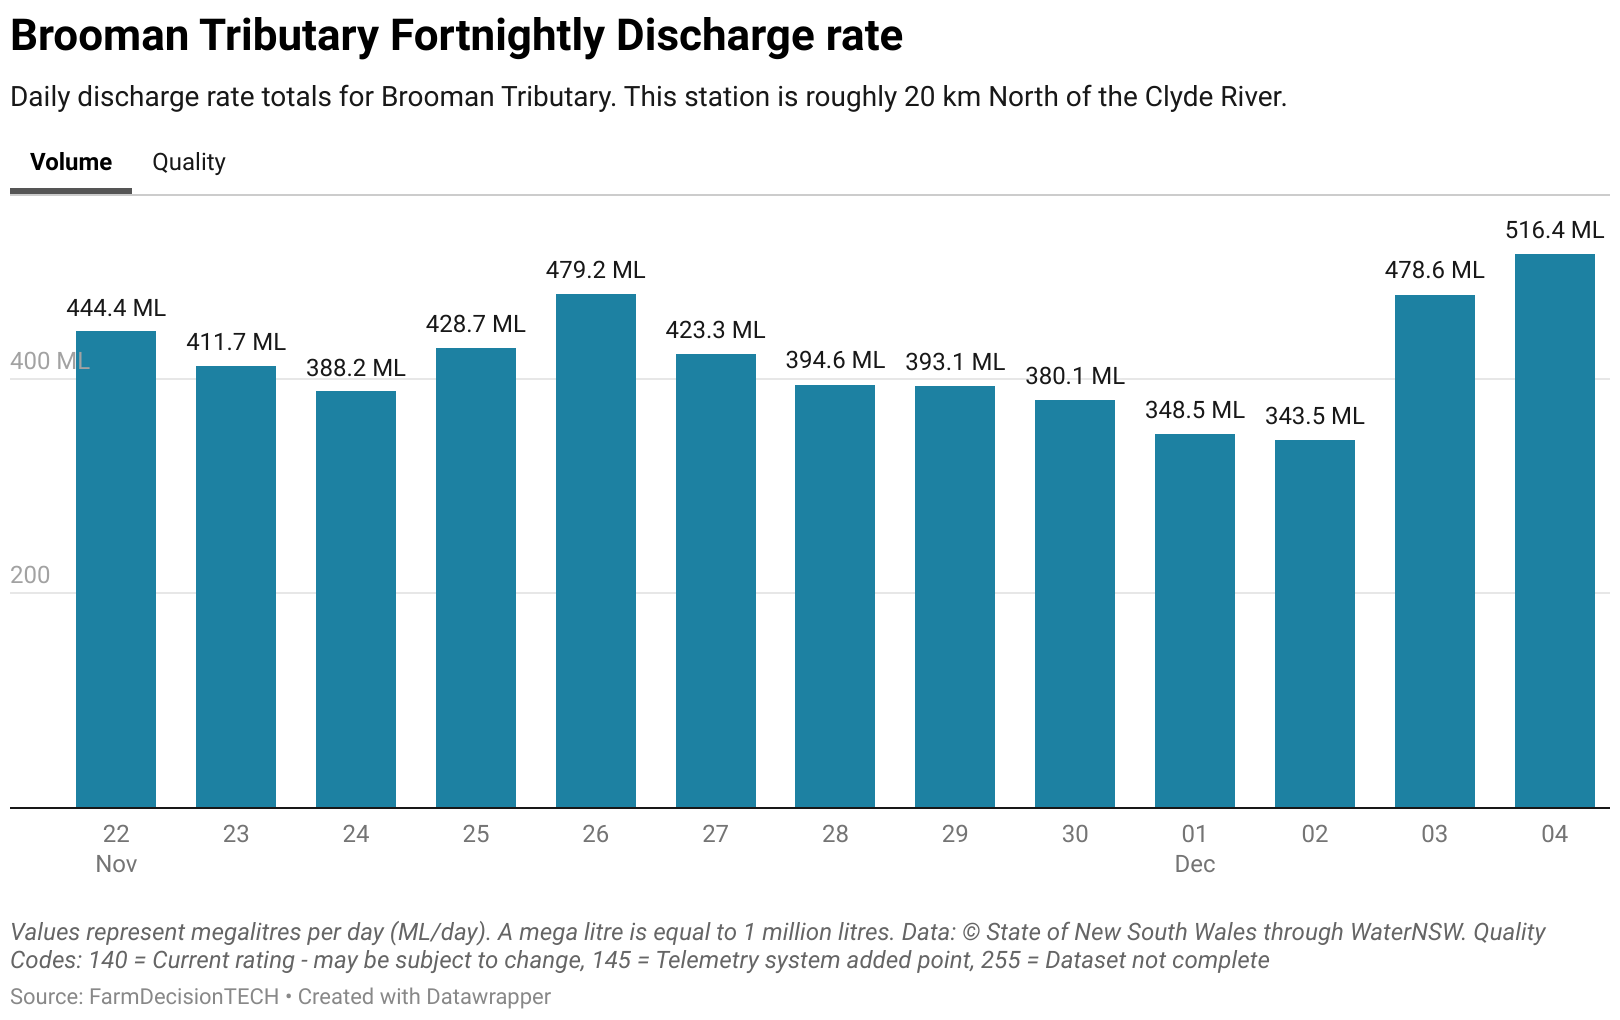 Brooman Tributary Fortnightly Discharge rate
Daily discharge rate totals for Brooman Tributary. This station is roughly 20 km North of the Clyde River.
Volume Quality
516.4 ML
479.2 ML 478.6 ML
444.4 ML
428.7 ML 423.3 ML
411.7 ML
400 ML 388.2 ML 394.6 ML 393.1 ML
380.1 ML
348.5 ML 343.5 ML
200
22 23 24 25 26 27 28 29 30 01 02 03 04
Nov Dec
Values represent megalitres per day (ML/day). A mega litre is equal to 1 million litres. Data: © State of New South Wales through WaterNSW. Quality
Codes: 140 = Current rating - may be subject to change, 145 = Telemetry system added point, 255 = Dataset not complete
Source: FarmDecisionTECH • Created with Datawrapper